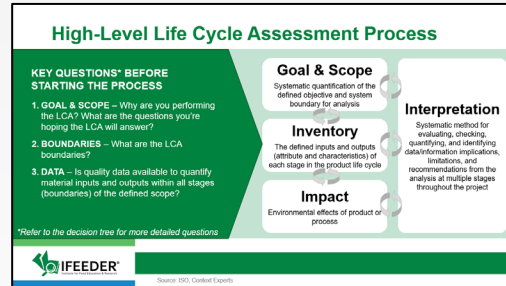 High-Level Life Cycle Assessment Process
KEY QUESTIONS* BEFORE
STARTING THE PROCESS
1. GOAL & SCOPE – Why are you performing
the LCA? What are the questions you're
hoping the LCA will answer?
2. BOUNDARIES – What are the LCA
boundaries?
3. DATA – Is quality data available to quantify
material inputs and outputs within all stages
(boundaries) of the defined scope?
*Refer to the decision tree for more detailed questions
Goal & Scope
Systematic quantification of the
defined objective and system
boundary for analysis
Inventory
The defined inputs and outputs
(attribute and characteristics) of
each stage in the product life cycle
Impact
Environmental effects of product or
process
Interpretation
Systematic method for
evaluating, checking,
quantifying, and identifying
data/information implications,
limitations, and
recommendations from the
analysis at multiple stages
throughout the project
IFEEDER®
Institute for Feed Education & Research
Source: ISO, Context Experts